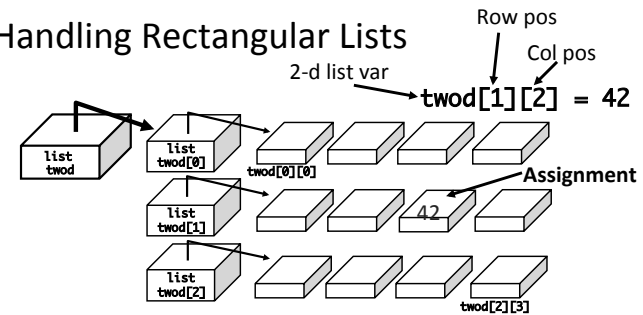 Handling Rectangular Lists
Row pos
Col pos
2-d list var
twod[1][2] = 42
list
twod
list
twod[0]
twod[0][0]
Assignment
list
twod[1]
42
list
twod[2]
twod[2][3]